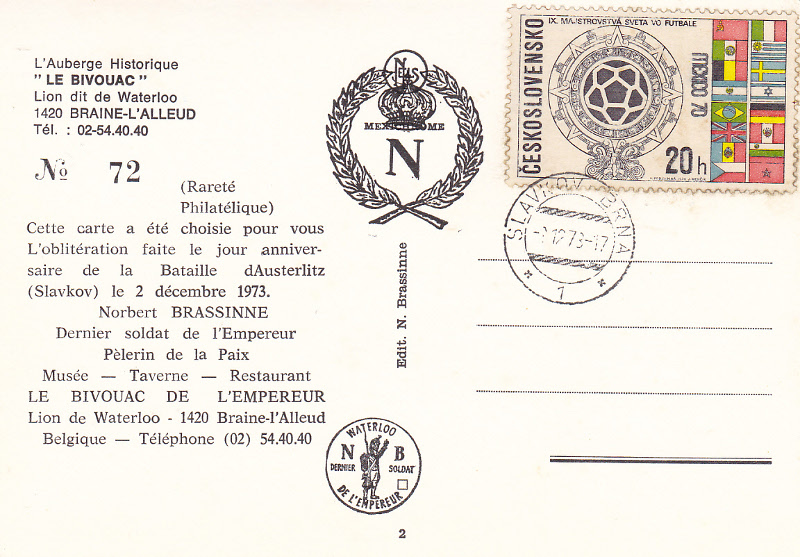 L'Auberge Historique
" LE BIVOUAC "
Lion dit de Waterloo
1420 BRAINE-L'ALLEUD
Tél. : 02-54.40.40
No 72
(Rareté
Philatélique)
Cette carte a été choisie pour vous
L'oblitération faite le jour anniver-
saire de la Bataille dAusterlitz
(Slavkov) le 2 décembre 1973.
Norbert BRASSINNE
Dernier soldat de l'Empereur
Pèlerin de la Paix
Musée — Taverne — Restaurant
LE BIVOUAC DE L'EMPEREUR
Lion de Waterloo - 1420 Braine-l'Alleud
Belgique — Téléphone (02) 54.40.40
N
Edit. N. Brassinne
WATERLOO
N B
DERNIER SOLDAT
DE L'EMPEREUR
2
ČESKOSLOVENSKO
IX. MAJSTROVSTVÁ SVETA VO FUTBALE
MEXICO 70
20 h
SLAVKOV U BRNA
1